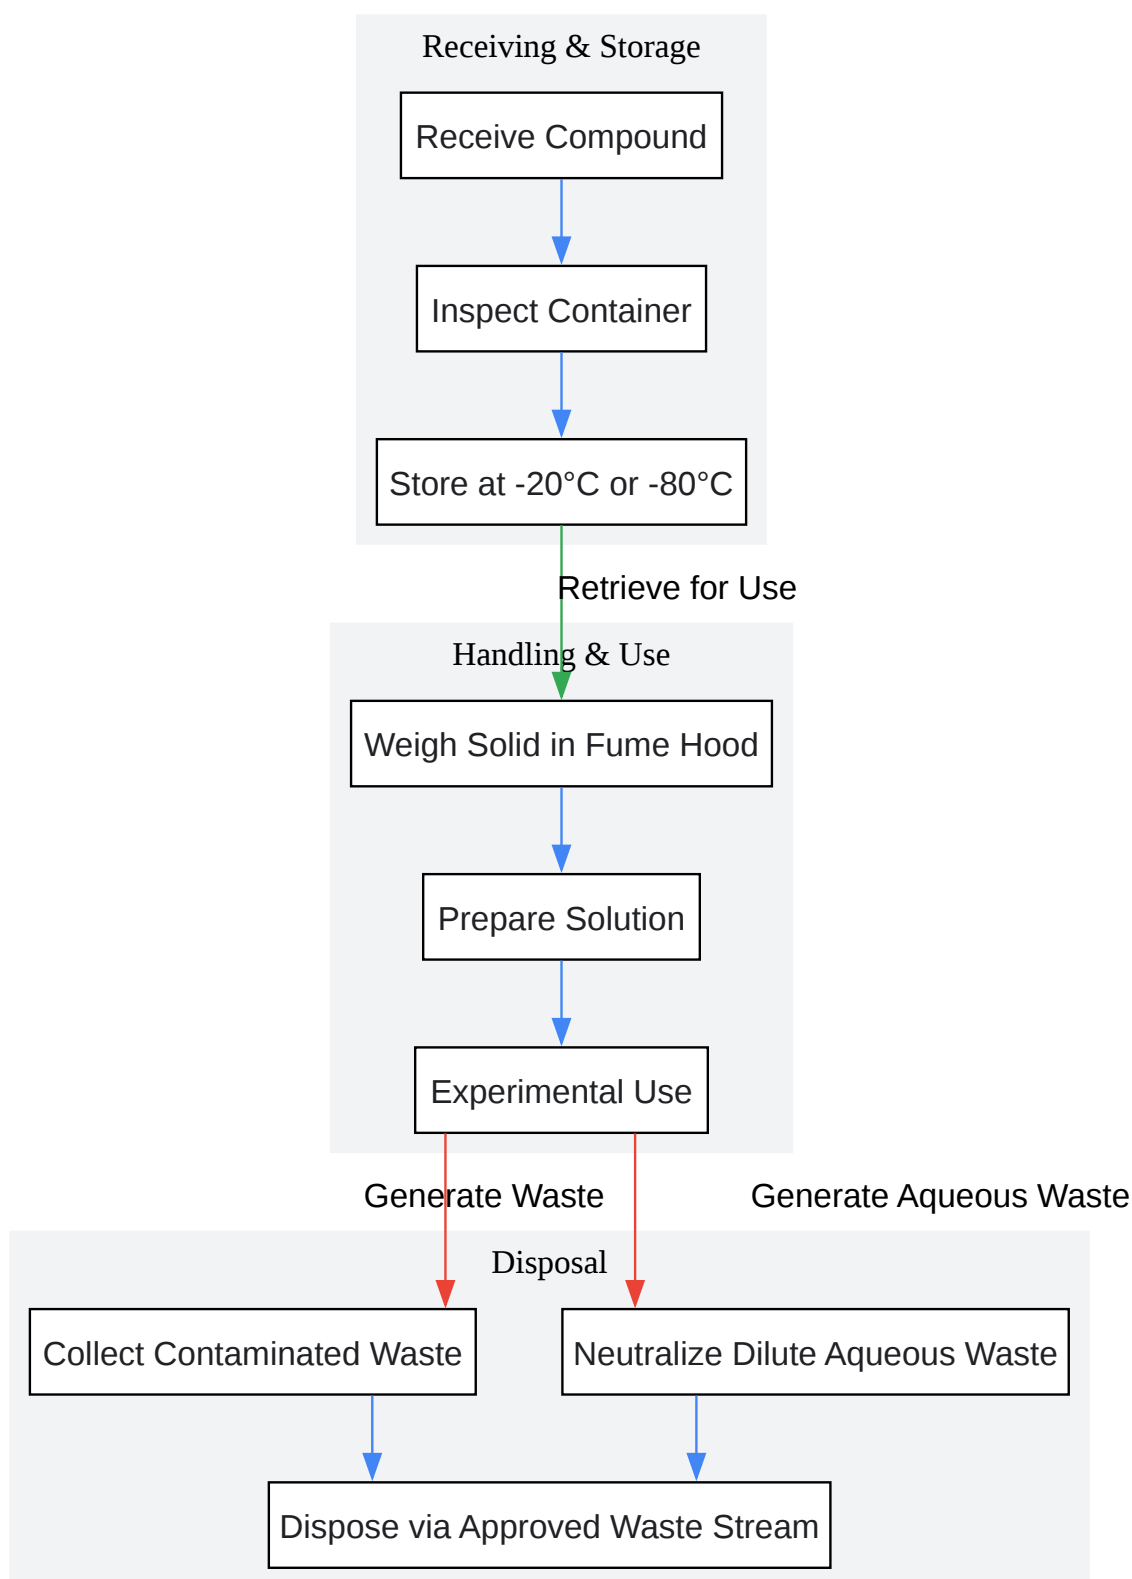 Receiving & Storage
Receive Compound
Inspect Container
Store at -20°C or -80°C
Retrieve for Use
Handling & Use
Weigh Solid in Fume Hood
Prepare Solution
Experimental Use
Generate Waste
Generate Aqueous Waste
Disposal
Collect Contaminated Waste
Neutralize Dilute Aqueous Waste
Dispose via Approved Waste Stream